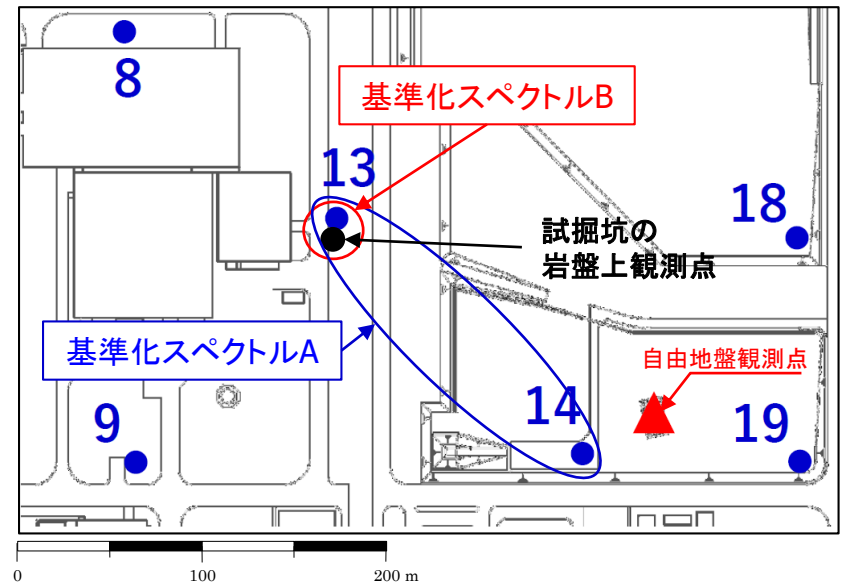 8
基準化スペクトルB
13
18
試掘坑の
岩盤上観測点
基準化スペクトルA
自由地盤観測点
9
14
19
0
100
200 m